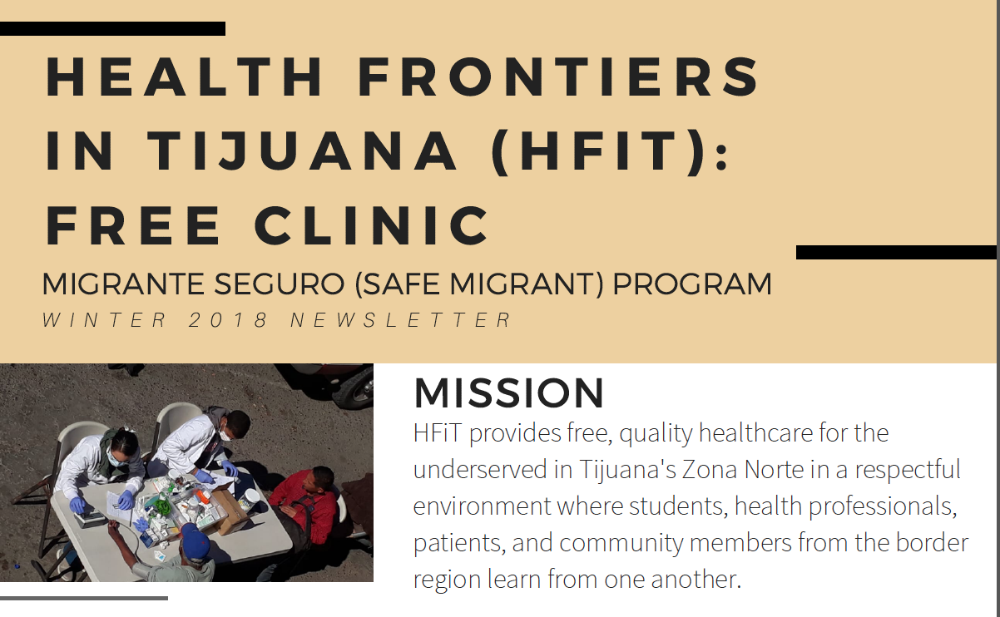 HEALTH FRONTIERS
IN TIJUANA (HFIT):
FREE CLINIC
MIGRANTE SEGURO (SAFE MIGRANT) PROGRAM
WINTER 2018 NEWSLETTER
MISSION
HFiT provides free, quality healthcare for the
underserved in Tijuana's Zona Norte in a respectful
environment where students, health professionals,
patients, and community members from the border
region learn from one another.